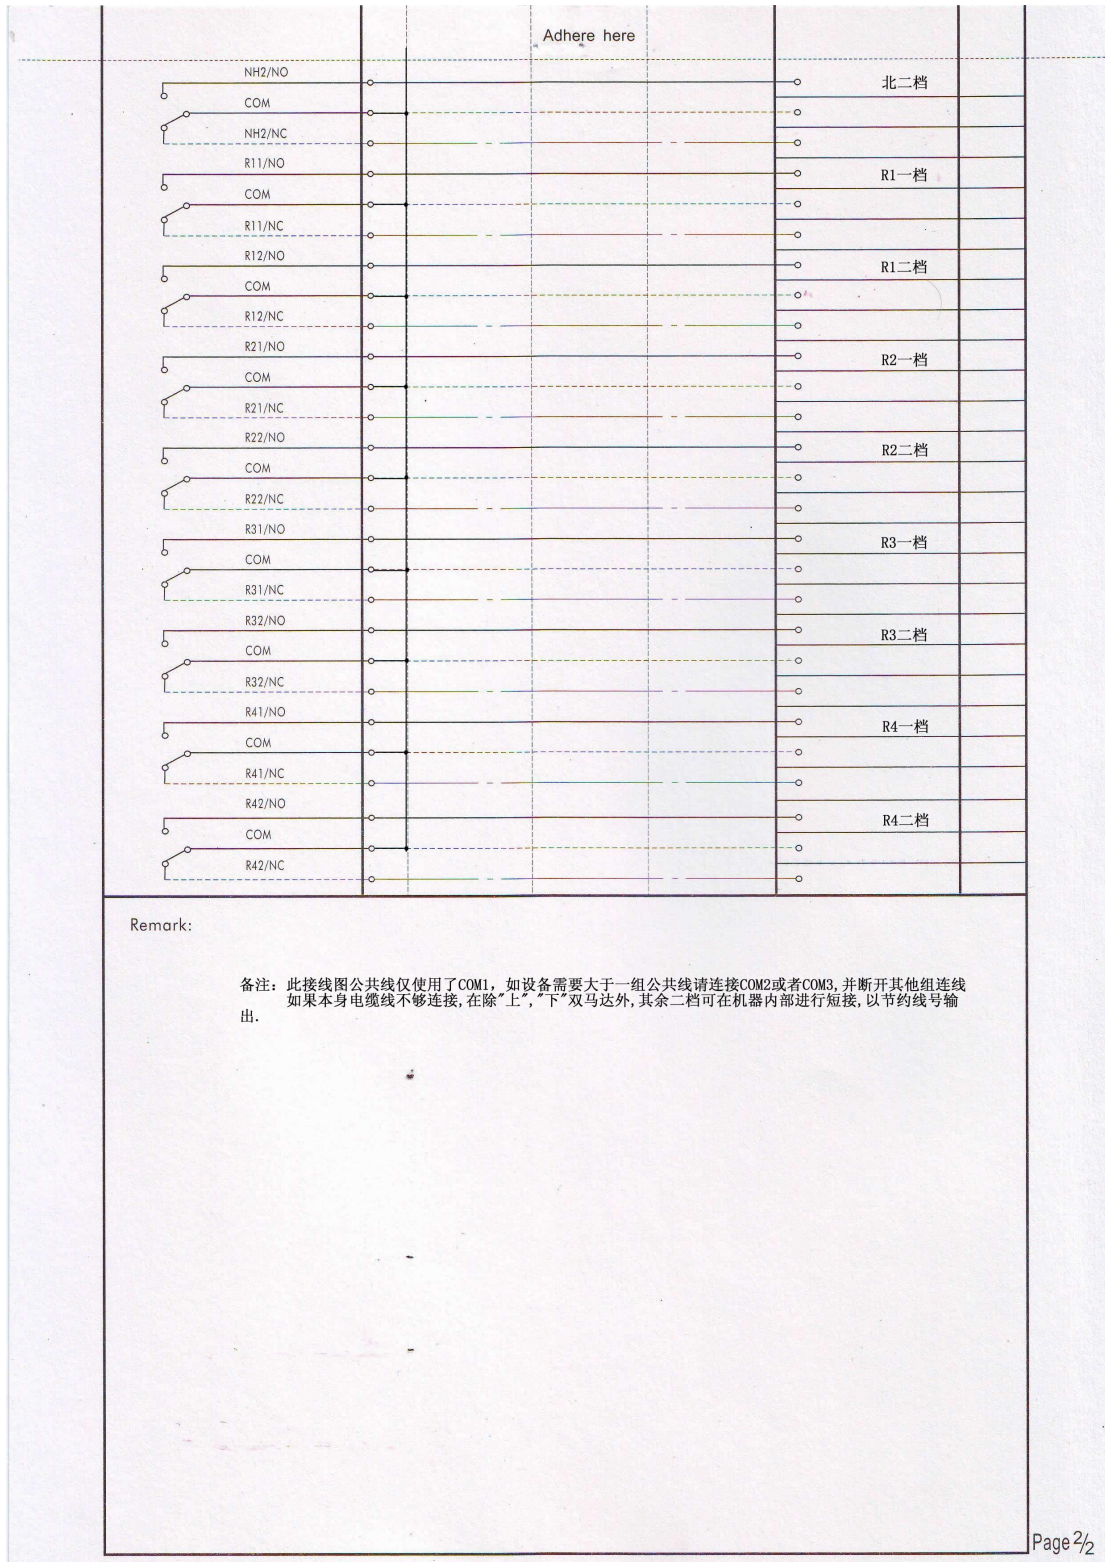 Adhere here
NH2/NO 北二档
COM
NH2/NC
R11/NO R1一档
COM
R11/NC
R12/NO R1二档
COM
R12/NC
R21/NO R2一档
COM
R21/NC
R22/NO R2二档
COM
R22/NC
R31/NO R3一档
COM
R31/NC
R32/NO R3二档
COM
R32/NC
R41/NO R4一档
COM
R41/NC
R42/NO R4二档
COM
R42/NC
Remark:
备注：此接线图公共线仅使用了COM1，如设备需要大于一组公共线请连接COM2或者COM3,并断开其他组连线
如果本身电缆线不够连接,在除"上","下"双马达外,其余二档可在机器内部进行短接,以节约线号输
出.
Page 2/2